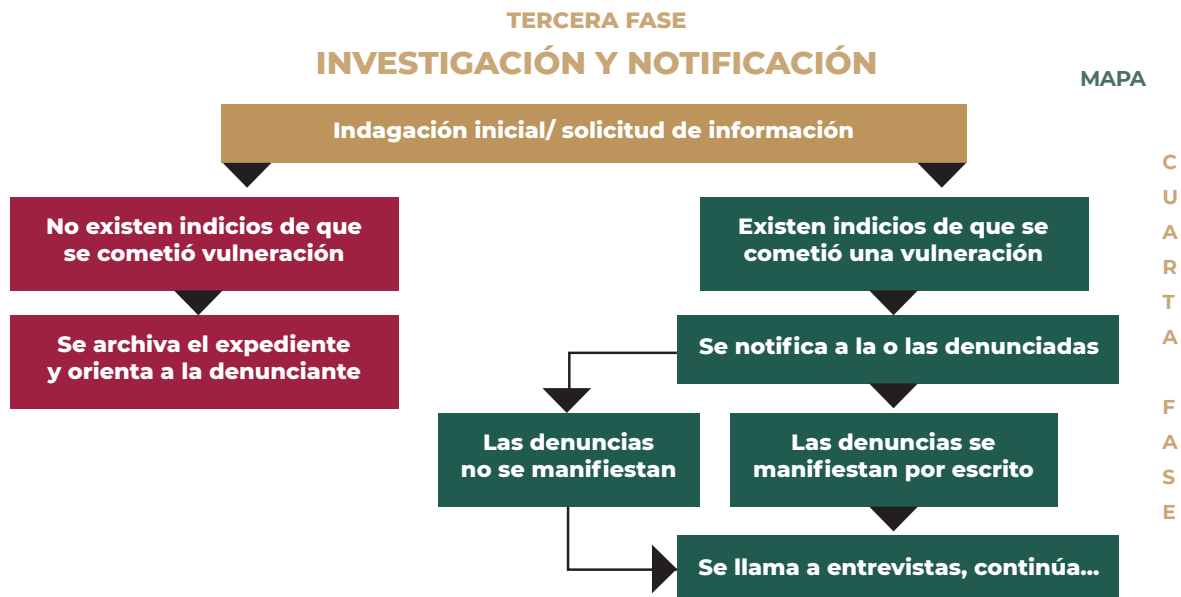 TERCERA FASE
INVESTIGACIÓN Y NOTIFICACIÓN
MAPA
Indagación inicial/ solicitud de información
No existen indicios de que
se cometió vulneración
Existen indicios de que se
cometió una vulneración
Se archiva el expediente
y orienta a la denunciante
Se notifica a la o las denunciadas
Las denuncias
no se manifiestan
Las denuncias se
manifiestan por escrito
Se llama a entrevistas, continúa...
CUARTA FASE